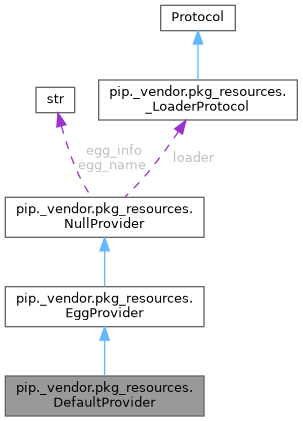 Protocol
str
pip._vendor.pkg_resources.
_LoaderProtocol
egg_info
egg_name
loader
pip._vendor.pkg_resources.
NullProvider
pip._vendor.pkg_resources.
EggProvider
pip._vendor.pkg_resources.
DefaultProvider